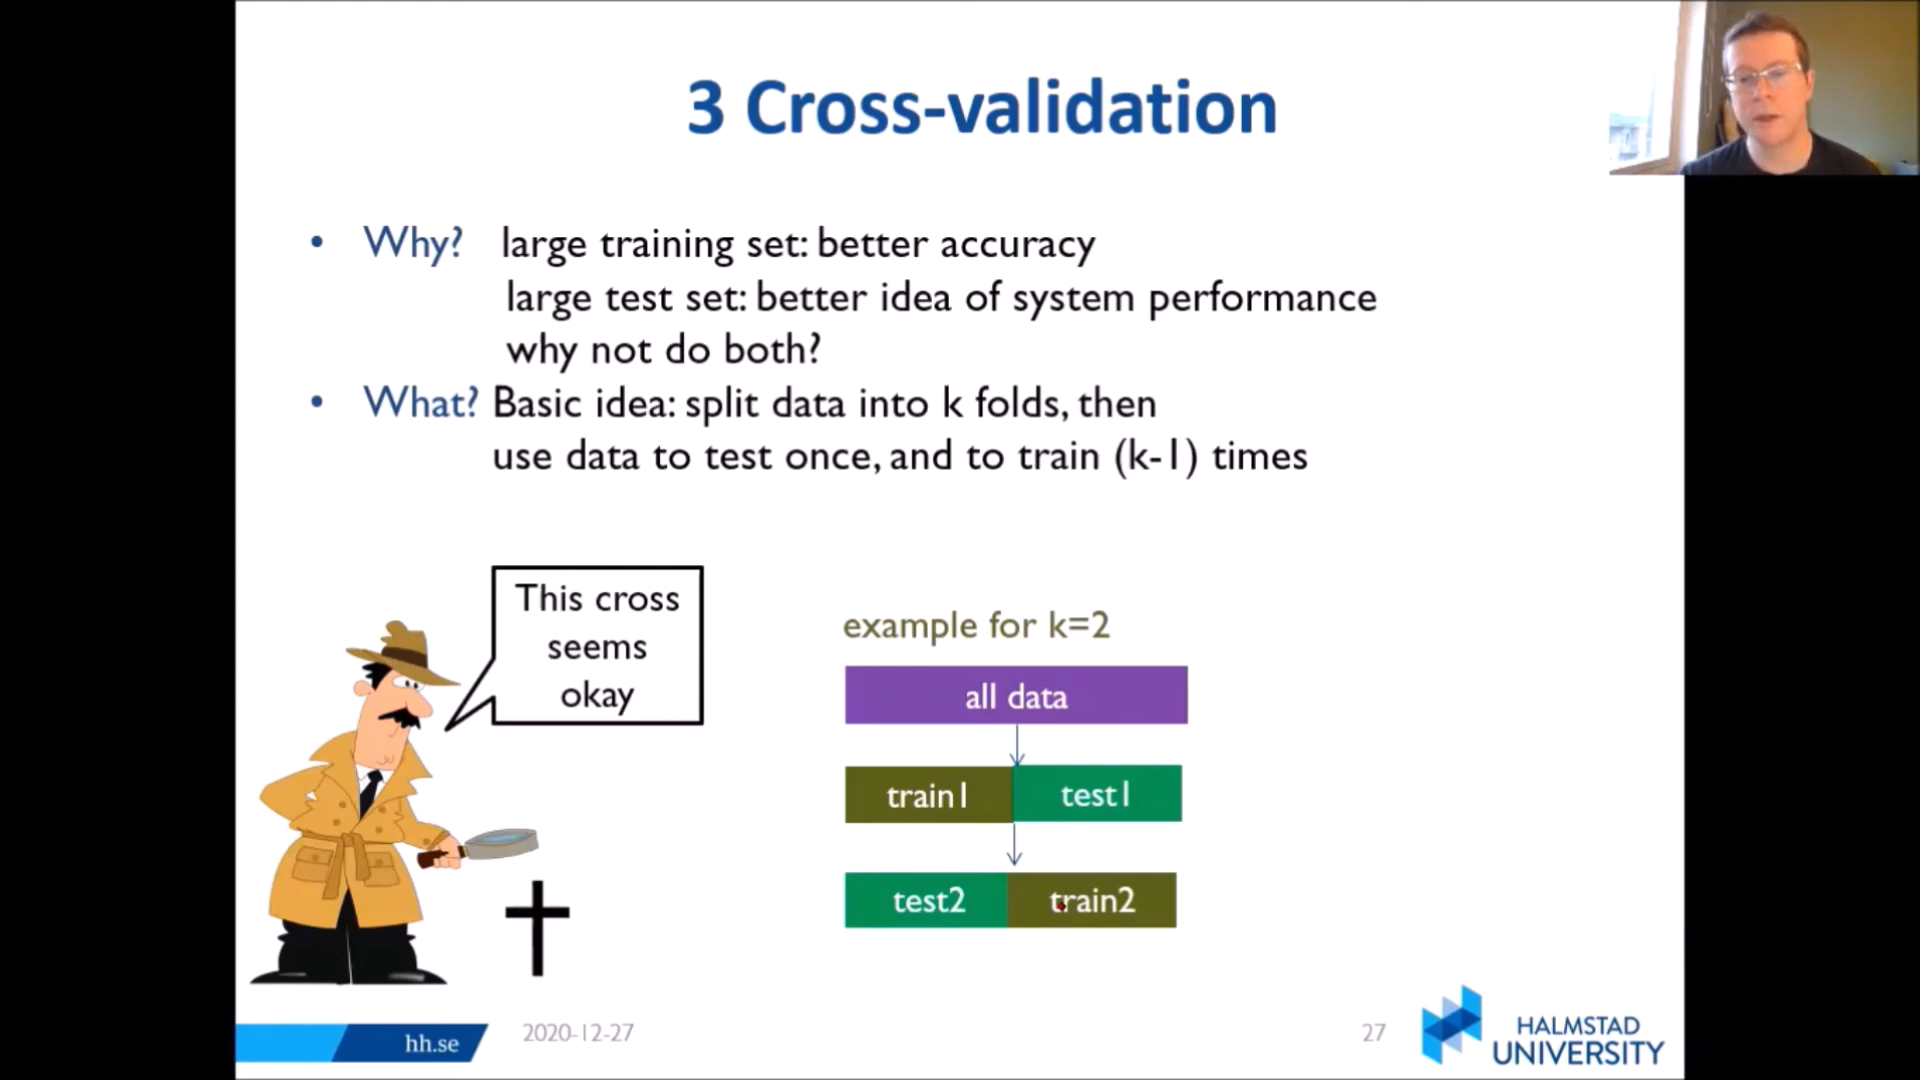 3 Cross-validation
• Why? large training set: better accuracy
large test set: better idea of system performance
why not do both?
• What? Basic idea: split data into k folds, then
use data to test once, and to train (k-1) times
This cross
seems
okay
example for k=2
all data
train1 test1
test2 train2
hh.se
2020-12-27
27
HALMSTAD
UNIVERSITY